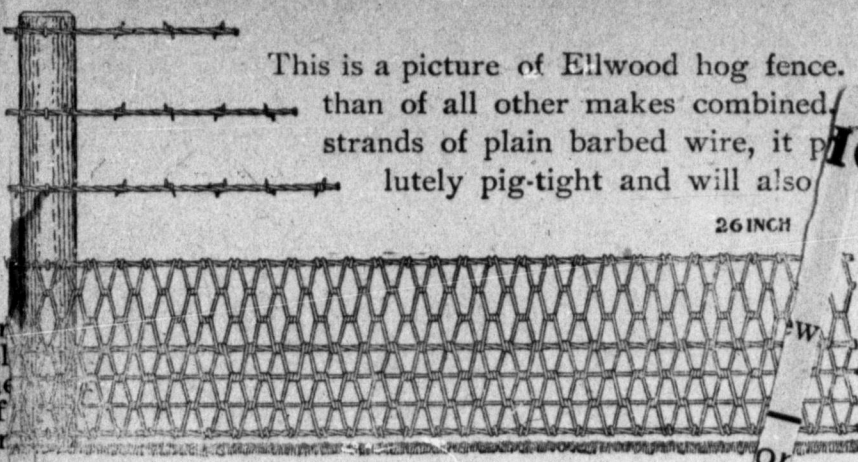 This is a picture of Ellwood hog fence.
than of all other makes combined.
strands of plain barbed wire, it
lutely pig-tight and will also
26 INCH